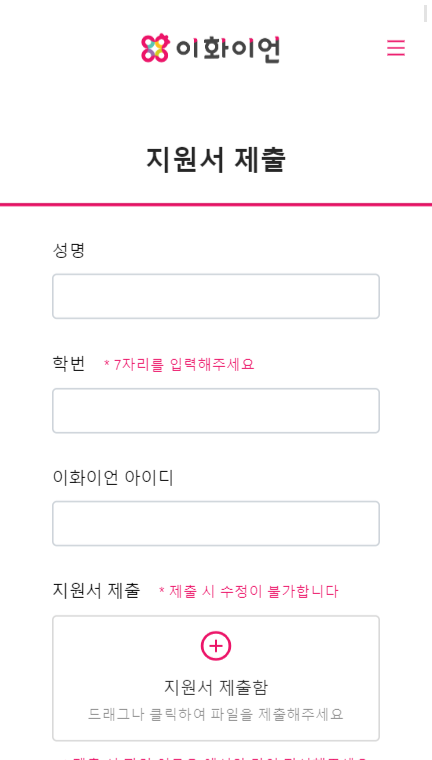 이화이언
지원서 제출
성명
학번 * 7자리를 입력해주세요
이화이언 아이디
지원서 제출 * 제출 시 수정이 불가합니다
지원서 제출함
드래그나 클릭하여 파일을 제출해주세요